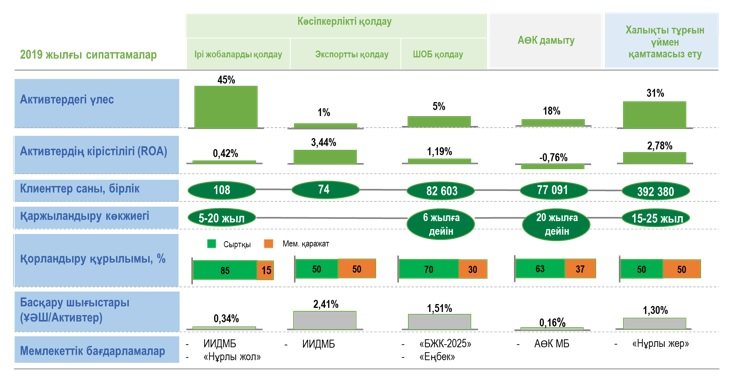 Кәсіпкерлікті қолдау
2019 жылғы сипаттамалар
Ірі жобаларды қолдау
Экспортты қолдау
ШОБ қолдау
АӨК дамыту
Халықты тұрғын
үймен
қамтамасыз ету
Активтердегі үлес
45%
1%
5%
18%
31%
Активтердің кірістілігі (ROA)
0,42%
3,44%
1,19%
-0,76%
2,78%
Клиенттер саны, бірлік
108
74
82 603
77 091
392 380
Қаржыландыру көкжиегі
5-20 жыл
6 жылға
дейін
20 жылға
дейін
15-25 жыл
Сыртқы
Мем. қаражат
Қорландыру құрылымы, %
85
15
50
50
70
30
63
37
50
50
Басқару шығыстары
(ҮӘШ/Активтер)
0,34%
2,41%
1,51%
0,16%
1,30%
Мемлекеттік бағдарламалар
- ИИДМБ
- «Нұрлы жол»
- ИИДМБ
- «БЖК-2025»
- «Еңбек»
- АӨК МБ
- «Нұрлы жер»